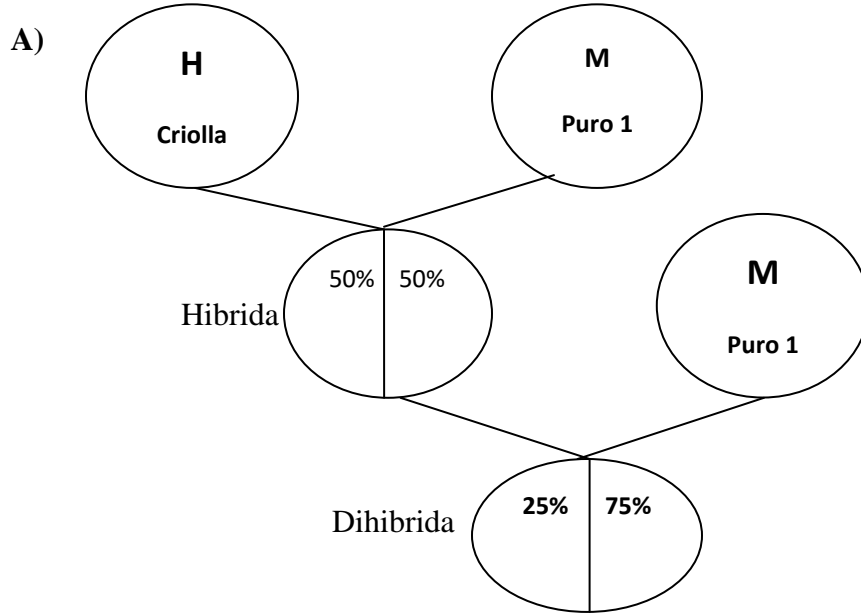 A)
H
Criolla
M
Puro 1
Hibrida
50%
50%
M
Puro 1
Dihibrida
25%
75%